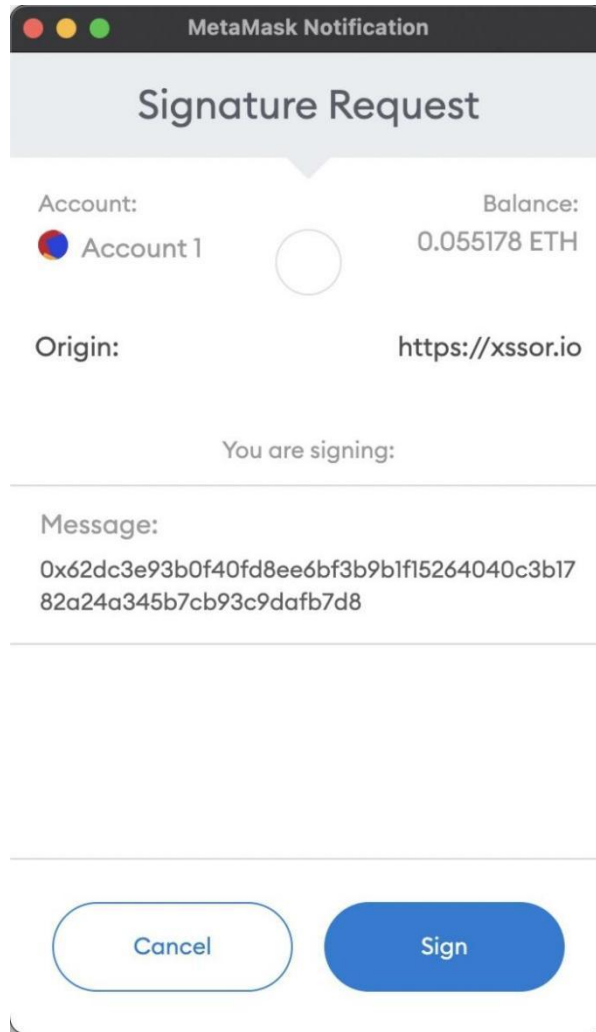 MetaMask Notification
Signature Request
Account:
Balance:
Account 1
0.055178 ETH
Origin:
https://xssor.io
You are signing:
Message:
0x62dc3e93b0f40fd8ee6bf3b9b1f15264040c3b17
82a24a345b7cb93c9dafb7d8
Cancel
Sign